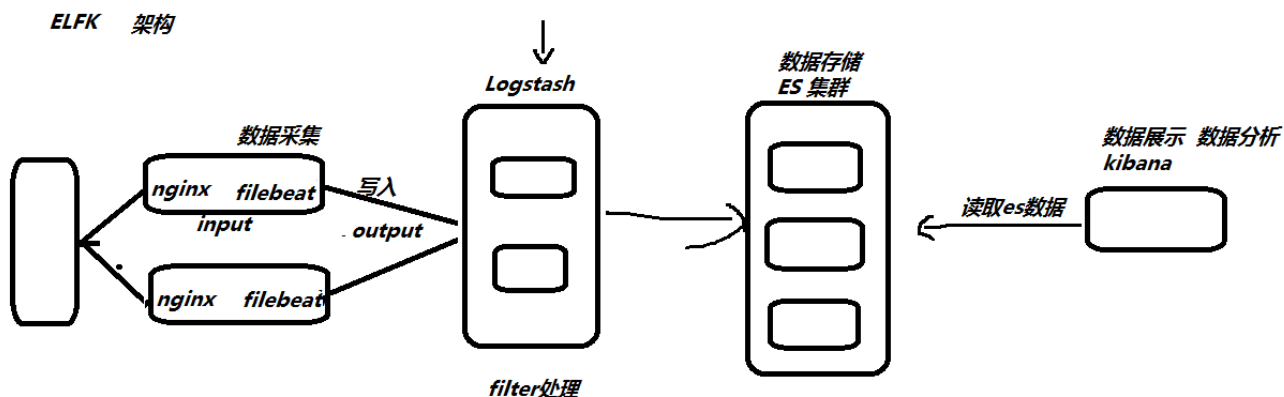 ELFK 架构
数据采集
nginx filebeat
input
nginx filebeat
写入
output
Logstash
filter处理
数据存储
ES 集群
读取es数据
数据展示 数据分析
kibana